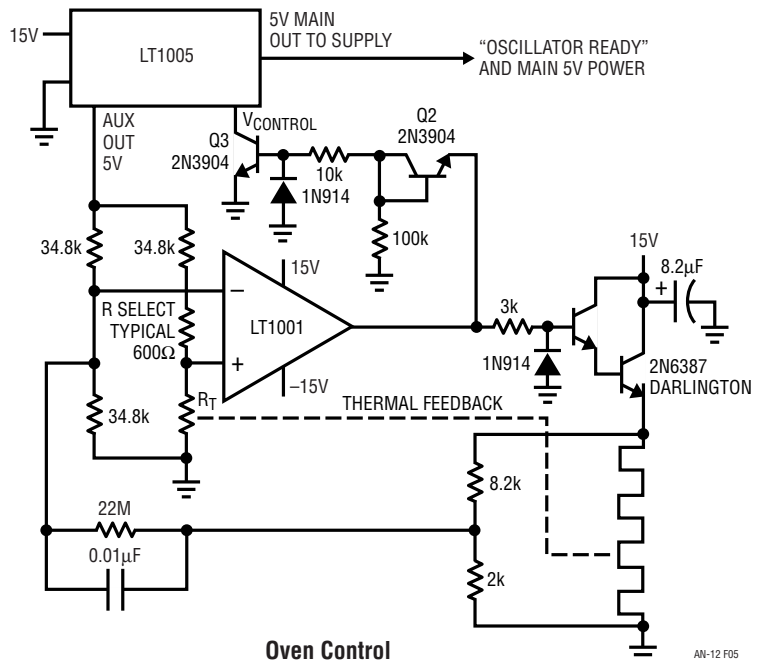 15V
LT1005
5V MAIN
OUT TO SUPPLY
“OSCILLATOR READY”
AND MAIN 5V POWER
AUX
OUT
5V
VCONTROL
Q3
2N3904
10k
1N914
Q2
2N3904
100k
34.8k
34.8k
R SELECT
TYPICAL
600Ω
15V
–
LT1001
+
–15V
3k
1N914
15V
8.2µF
+
2N6387
DARLINGTON
34.8k
RT
THERMAL FEEDBACK
8.2k
2k
22M
0.01µF
Oven Control
AN-12 F05